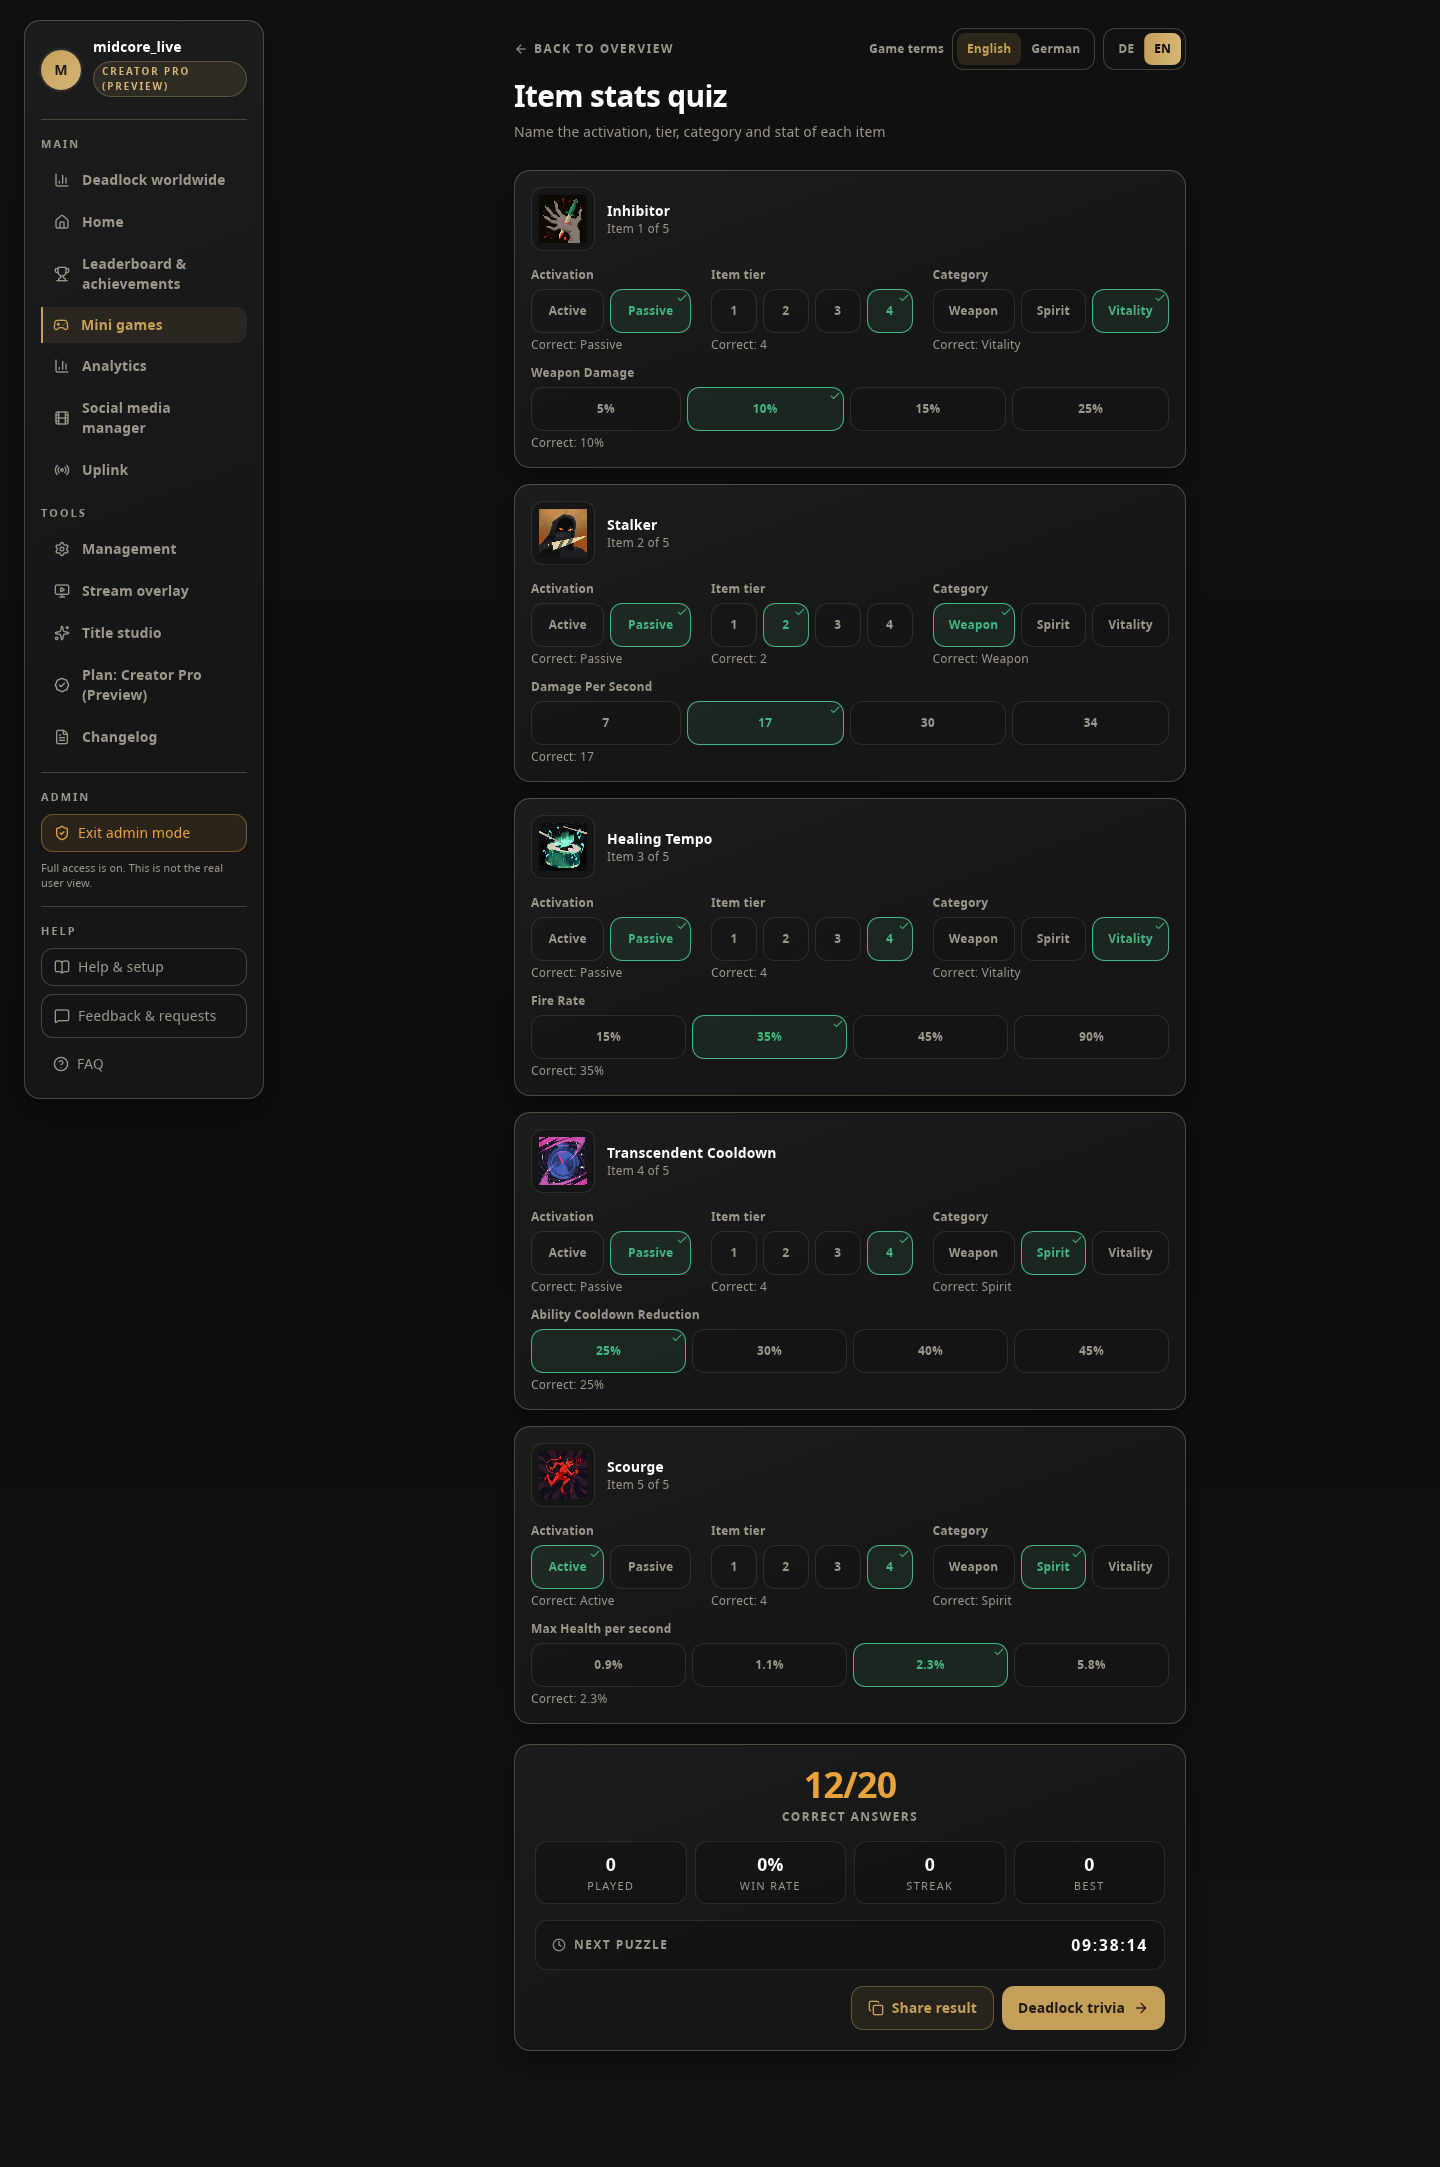 M
midcore_live
CREATOR PRO
(PREVIEW)
MAIN
Deadlock worldwide
Home
Leaderboard &
achievements
Mini games
Analytics
Social media
manager
Uplink
TOOLS
Management
Stream overlay
Title studio
Plan: Creator Pro
(Preview)
Changelog
ADMIN
Exit admin mode
Full access is on. This is not the real
user view.
HELP
Help & setup
Feedback & requests
FAQ
BACK TO OVERVIEW
Game terms English German DE EN
Item stats quiz
Name the activation, tier, category and stat of each item
Inhibitor
Item 1 of 5
Activation Item tier Category
Active Passive 1 2 3 4 Weapon Spirit Vitality
Correct: Passive Correct: 4 Correct: Vitality
Weapon Damage
5% 10% 15% 25%
Correct: 10%
Stalker
Item 2 of 5
Activation Item tier Category
Active Passive 1 2 3 4 Weapon Spirit Vitality
Correct: Passive Correct: 2 Correct: Weapon
Damage Per Second
7 17 30 34
Correct: 17
Healing Tempo
Item 3 of 5
Activation Item tier Category
Active Passive 1 2 3 4 Weapon Spirit Vitality
Correct: Passive Correct: 4 Correct: Vitality
Fire Rate
15% 35% 45% 90%
Correct: 35%
Transcendent Cooldown
Item 4 of 5
Activation Item tier Category
Active Passive 1 2 3 4 Weapon Spirit Vitality
Correct: Passive Correct: 4 Correct: Spirit
Ability Cooldown Reduction
25% 30% 40% 45%
Correct: 25%
Scourge
Item 5 of 5
Activation Item tier Category
Active Passive 1 2 3 4 Weapon Spirit Vitality
Correct: Active Correct: 4 Correct: Spirit
Max Health per second
0.9% 1.1% 2.3% 5.8%
Correct: 2.3%
12/20
CORRECT ANSWERS
0 0% 0 0
PLAYED WIN RATE STREAK BEST
NEXT PUZZLE 09:38:14
Share result Deadlock trivia